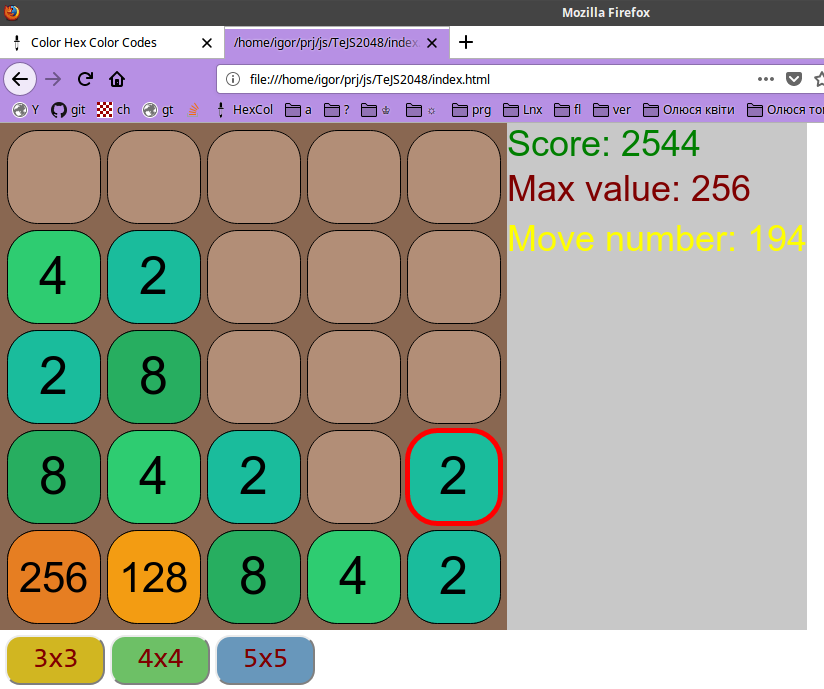 Mozilla Firefox
Color Hex Color Codes
/home/igor/prj/js/TeJS2048/index.
file:///home/igor/prj/js/TeJS2048/index.html
Y git ch gt HexCol a ? prg Lnx fl ver Олюся квіти Олюся
Score: 2544
Max value: 256
Move number: 194
4 2
2 8
8 4 2 2
256 128 8 4 2
3x3 4x4 5x5